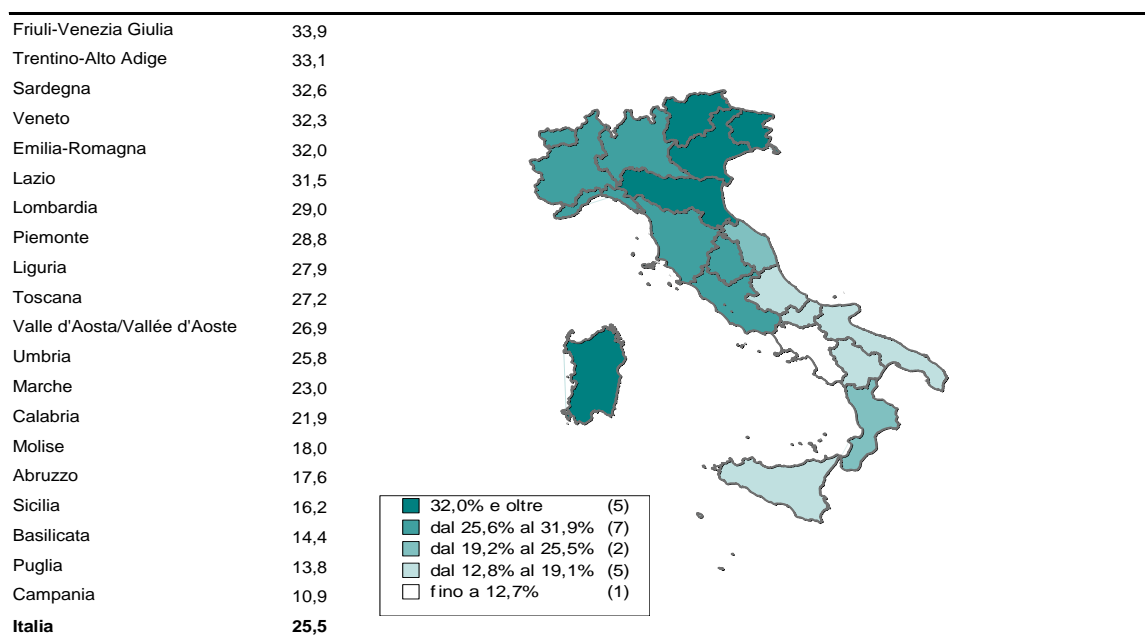 Friuli-Venezia Giulia 33,9
Trentino-Alto Adige 33,1
Sardegna 32,6
Veneto 32,3
Emilia-Romagna 32,0
Lazio 31,5
Lombardia 29,0
Piemonte 28,8
Liguria 27,9
Toscana 27,2
Valle d'Aosta/Vallée d'Aoste 26,9
Umbria 25,8
Marche 23,0
Calabria 21,9
Molise 18,0
Abruzzo 17,6
Sicilia 16,2
Basilicata 14,4
Puglia 13,8
Campania 10,9
Italia 25,5
32,0% e oltre (5)
dal 25,6% al 31,9% (7)
dal 19,2% al 25,5% (2)
dal 12,8% al 19,1% (5)
fino a 12,7% (1)